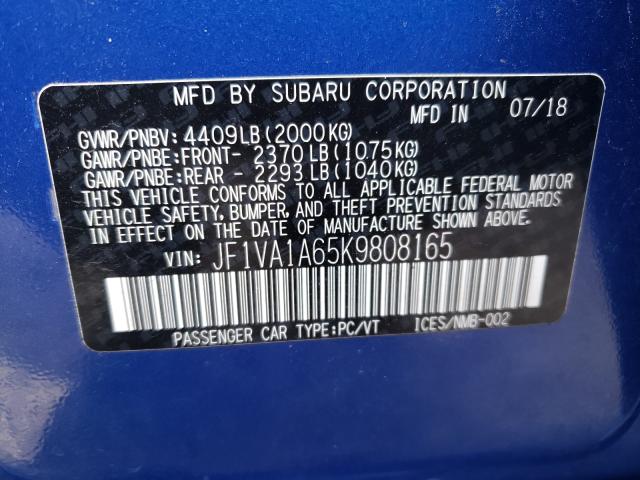 MFD BY SUBARU CORPORATION
MFD IN 07/18
GVWR/PNBV: 4409LB (2000KG)
GAWR/PNBE:FRONT- 2370 LB (1075KG)
GAWR/PNBE:REAR - 2293 LB (1040KG)
THIS VEHICLE CONFORMS TO ALL APPLICABLE FEDERAL MOTOR
VEHICLE SAFETY, BUMPER, AND THEFT PREVENTION STANDARDS
IN EFFECT ON THE DATE OF MANUFACTURE SHOWN ABOVE.
VIN: JF1VA1A65K9808165
PASSENGER CAR TYPE:PC/VT ICES/NMB-002